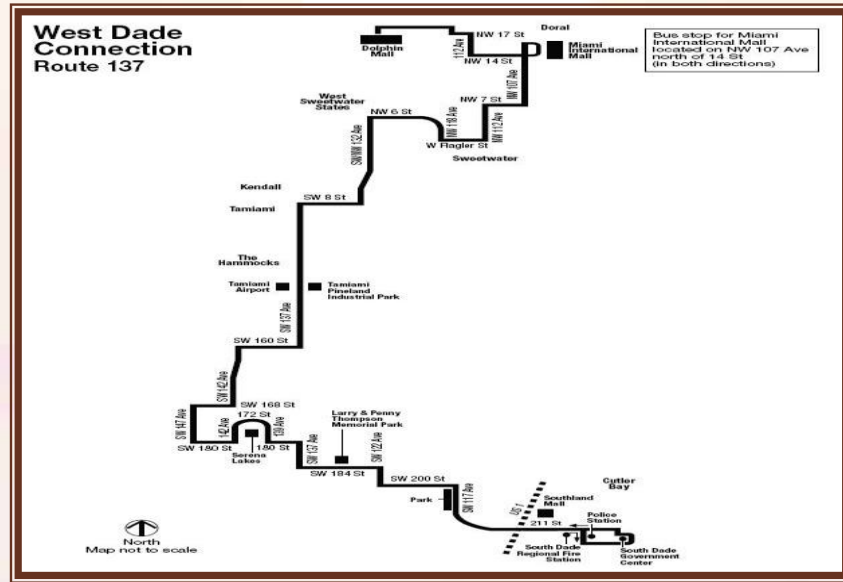 West Dade
Connection
Route 137
Doral
NW 17 St
Dolphin
Mall
112 Ave
NW 14 St
Miami
International
Mall
Bus stop for Miami
International Mall
located on NW 107 Ave
north of 14 St
(in both directions)
NW 107 Ave
West
Sweetwater
States
NW 6 St
NW 7 St
NW 118 Ave
NW 112 Ave
SW/NW 132 Ave
W Flagler St
Sweetwater
Kendall
SW 8 St
Tamiami
The
Hammocks
Tamiami
Airport
Tamiami
Pineland
Industrial Park
SW 137 Ave
SW 160 St
SW 142 Ave
SW 168 St
172 St
Larry & Penny
Thompson
Memorial Park
SW 147 Ave
142 Ave
139 Ave
SW 137 Ave
SW 122 Ave
SW 180 St
180 St
Serena
Lakes
SW 184 St
SW 200 St
Park
SW 117 Ave
US 1
Cutler
Bay
Southland
Mall
Police
Station
211 St
South Dade
Regional Fire
Station
South Dade
Government
Center
North
Map not to scale